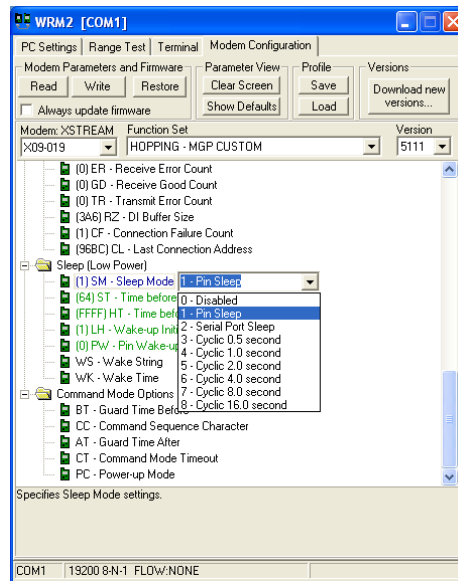 WRM2 [COM1]
PC Settings Range Test Terminal Modem Configuration
Modem Parameters and Firmware Parameter View Profile Versions
Read Write Restore Clear Screen Save Download new versions...
Always update firmware Show Defaults Load
Modem: XSTREAM Function Set Version
X09-019 HOPPING - MGP CUSTOM 5111
(0) ER - Receive Error Count
(0) GD - Receive Good Count
(0) TR - Transmit Error Count
(3A6) RZ - DI Buffer Size
(1) CF - Connection Failure Count
(96BC) CL - Last Connection Address
Sleep (Low Power)
(1) SM - Sleep Mode 1 - Pin Sleep
(64) ST - Time before 0 - Disabled
(FFFF) HT - Time 1 - Pin Sleep
(1) LH - Wake-up 2 - Serial Port Sleep
(0) PW - Pin Wake-up 3 - Cyclic 0.5 second
WS - Wake String 4 - Cyclic 1.0 second
WK - Wake Time 5 - Cyclic 2.0 second
6 - Cyclic 4.0 second
7 - Cyclic 8.0 second
8 - Cyclic 16.0 second
Command Mode Options
BT - Guard Time Before
CC - Command Sequence Character
AT - Guard Time After
CT - Command Mode Timeout
PC - Power-up Mode
Specifies Sleep Mode settings.
COM1 19200 8-N-1 FLOW:NONE